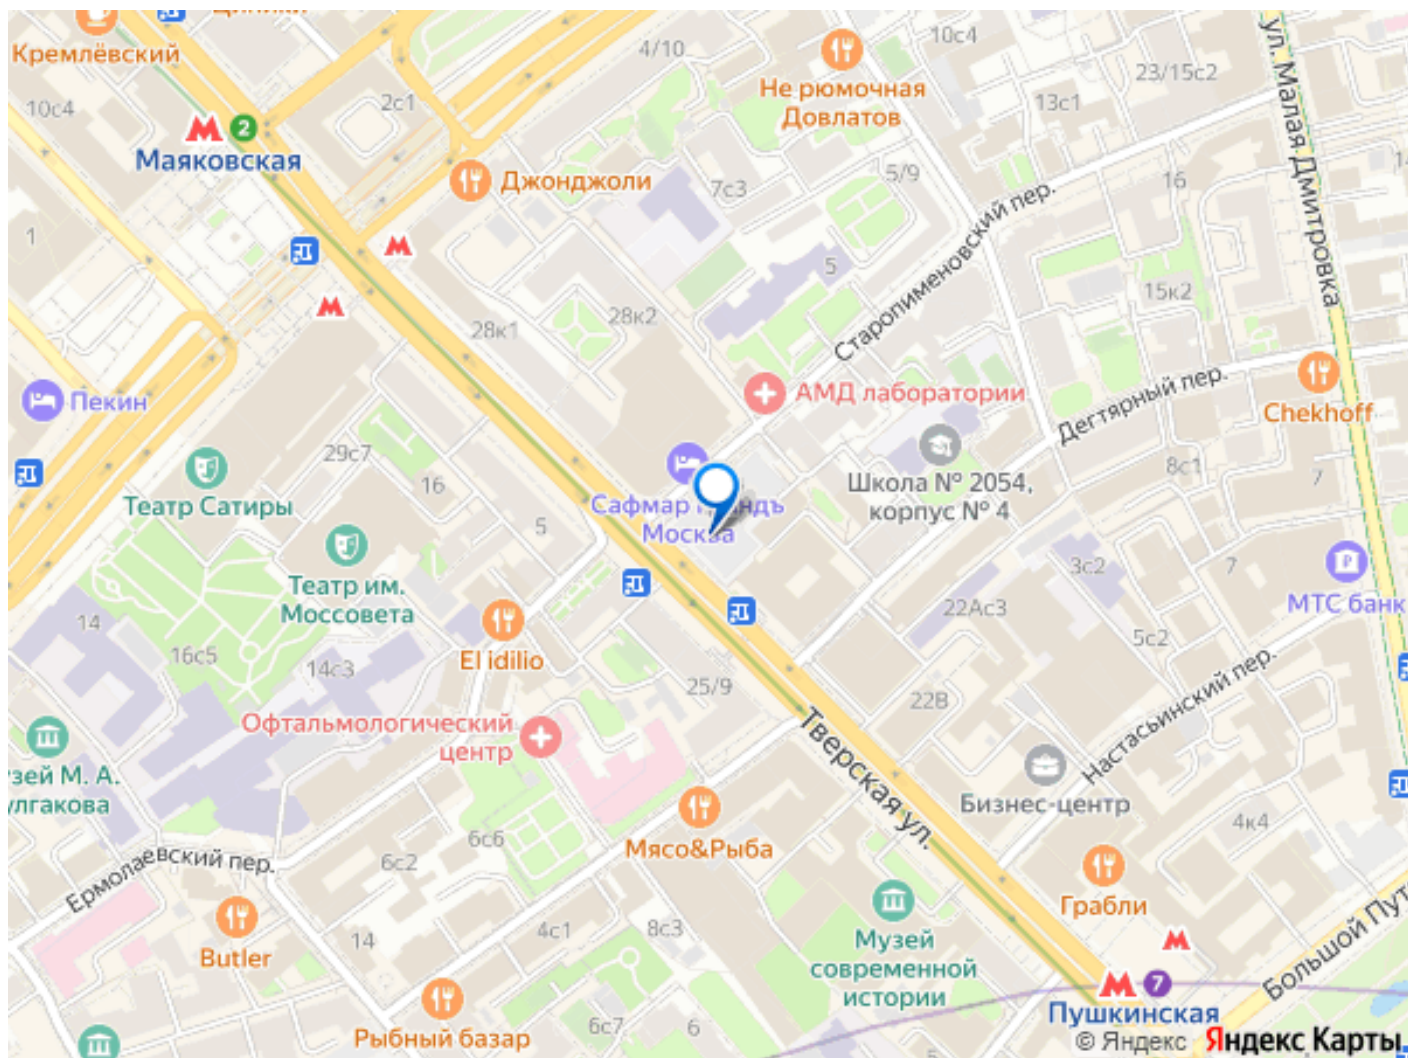 Кремлёвский
10с4
2с1
4/10
Не рюмочная
Довлатов
10с4
23/15с2
13с1
ул. Малая Дмитровка
2
Маяковская
Джонджоли
7с3
5/9
16
1
5
Старопименовский пер.
15к2
28к1
28к2
Пекин
АМД лаборатории
Дегтярный пер.
Chekhoff
29с7
16
Театр Сатиры
5
Сафмар
Москва
Школа № 2054,
корпус № 4
8с1
7
Театр им.
Моссовета
3с2
7
МТС банк
14
16с5
14с3
El idilio
22Ас3
5с2
25/9
22В
Настасьинский пер.
Офтальмологический
центр
Тверская ул.
Бизнес-центр
зей М. А.
улгакова
Ермолаевский пер.
6с2
6с6
Мясо&Рыба
4к4
Грабли
Butler
14
4с1
8с3
Музей
современной
истории
Большой Пут
7
Пушкинская
Рыбный базар
6с7
6
© Яндекс Яндекс Карты